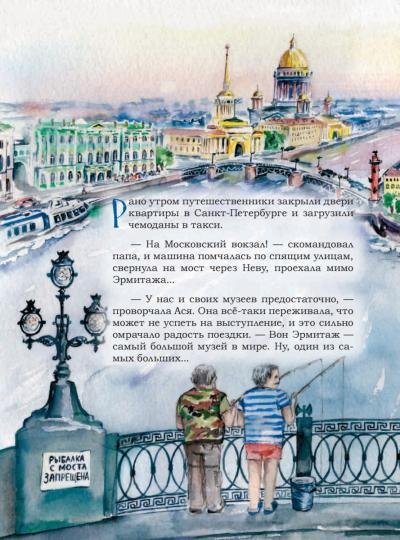 Рано утром путешественники закрыли двери
квартиры в Санкт-Петербурге и загрузили
чемоданы в такси.
— На Московский вокзал! — скомандовал
папа, и машина помчалась по спящим улицам,
свернула на мост через Неву, проехала мимо
Эрмитажа...
— У нас и своих музеев предостаточно, —
проворчала Ася. Она всё-таки переживала, что
может не успеть на выступление, и это сильно
омрачало радость поездки. — Вон Эрмитаж —
самый большой музей в мире. Ну, один из са-
мых больших...
РЫБАЛКА
С МОСТА
ЗАПРЕЩЕНА